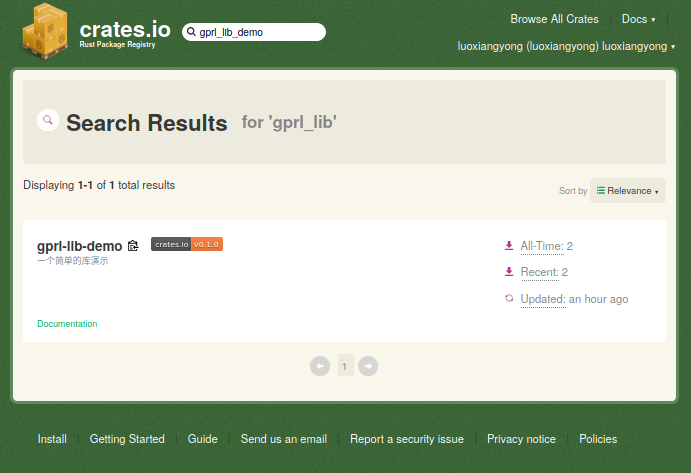 crates.io
Rust Package Registry
gprl_llb_demo
Browse All Crates
Docs
luoxiangyong (luoxiangyong) luoxiangyong
Search Results for 'gprl_lib'
Displaying 1-1 of 1 total results
Sort by Relevance
gprl-llb-demo
crates.io v0.1.0
一个简单的库演示
Documentation
All-Time: 2
Recent: 2
Updated: an hour ago
1
Install
Getting Started
Guide
Send us an email
Report a security issue
Privacy notice
Policies